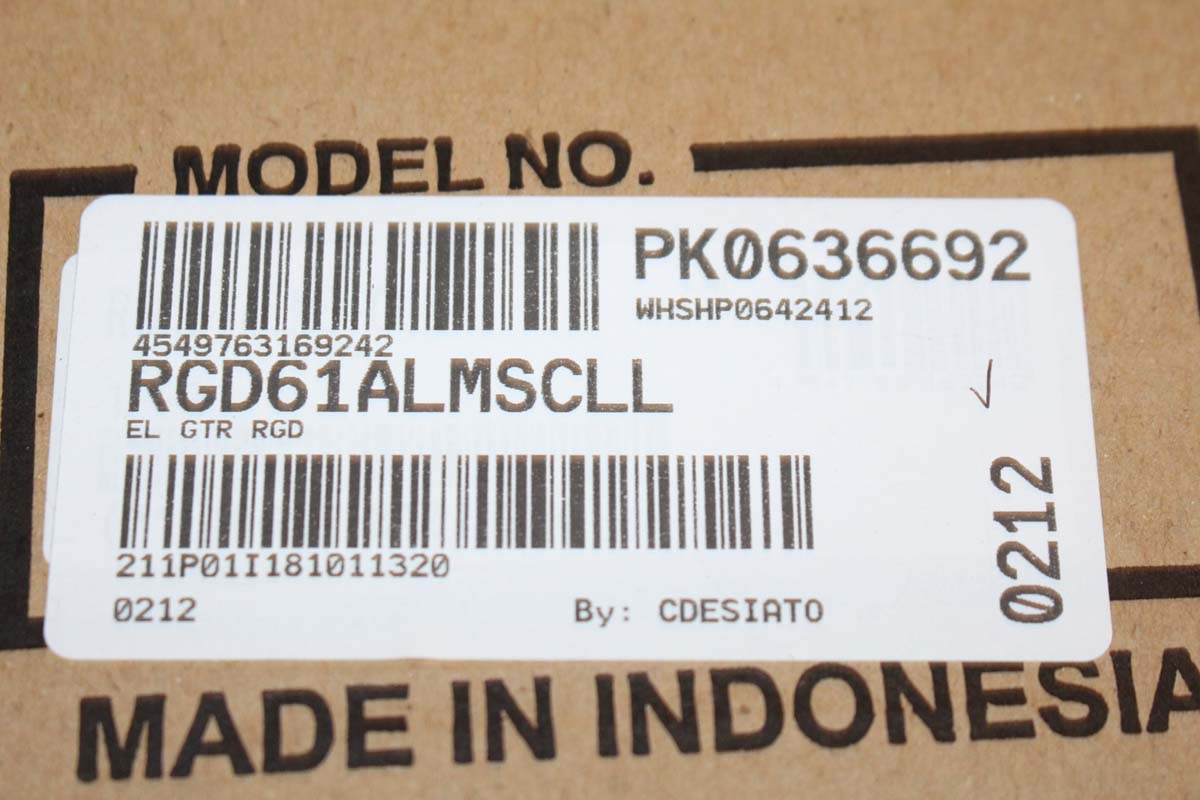 MODEL NO.
PK0636692
WHSHP0642412
4549763169242
RGD61ALMSCLL
EL GTR RGD
211P01I181011320
0212
By: CDESIATO
0212
MADE IN INDONESIA